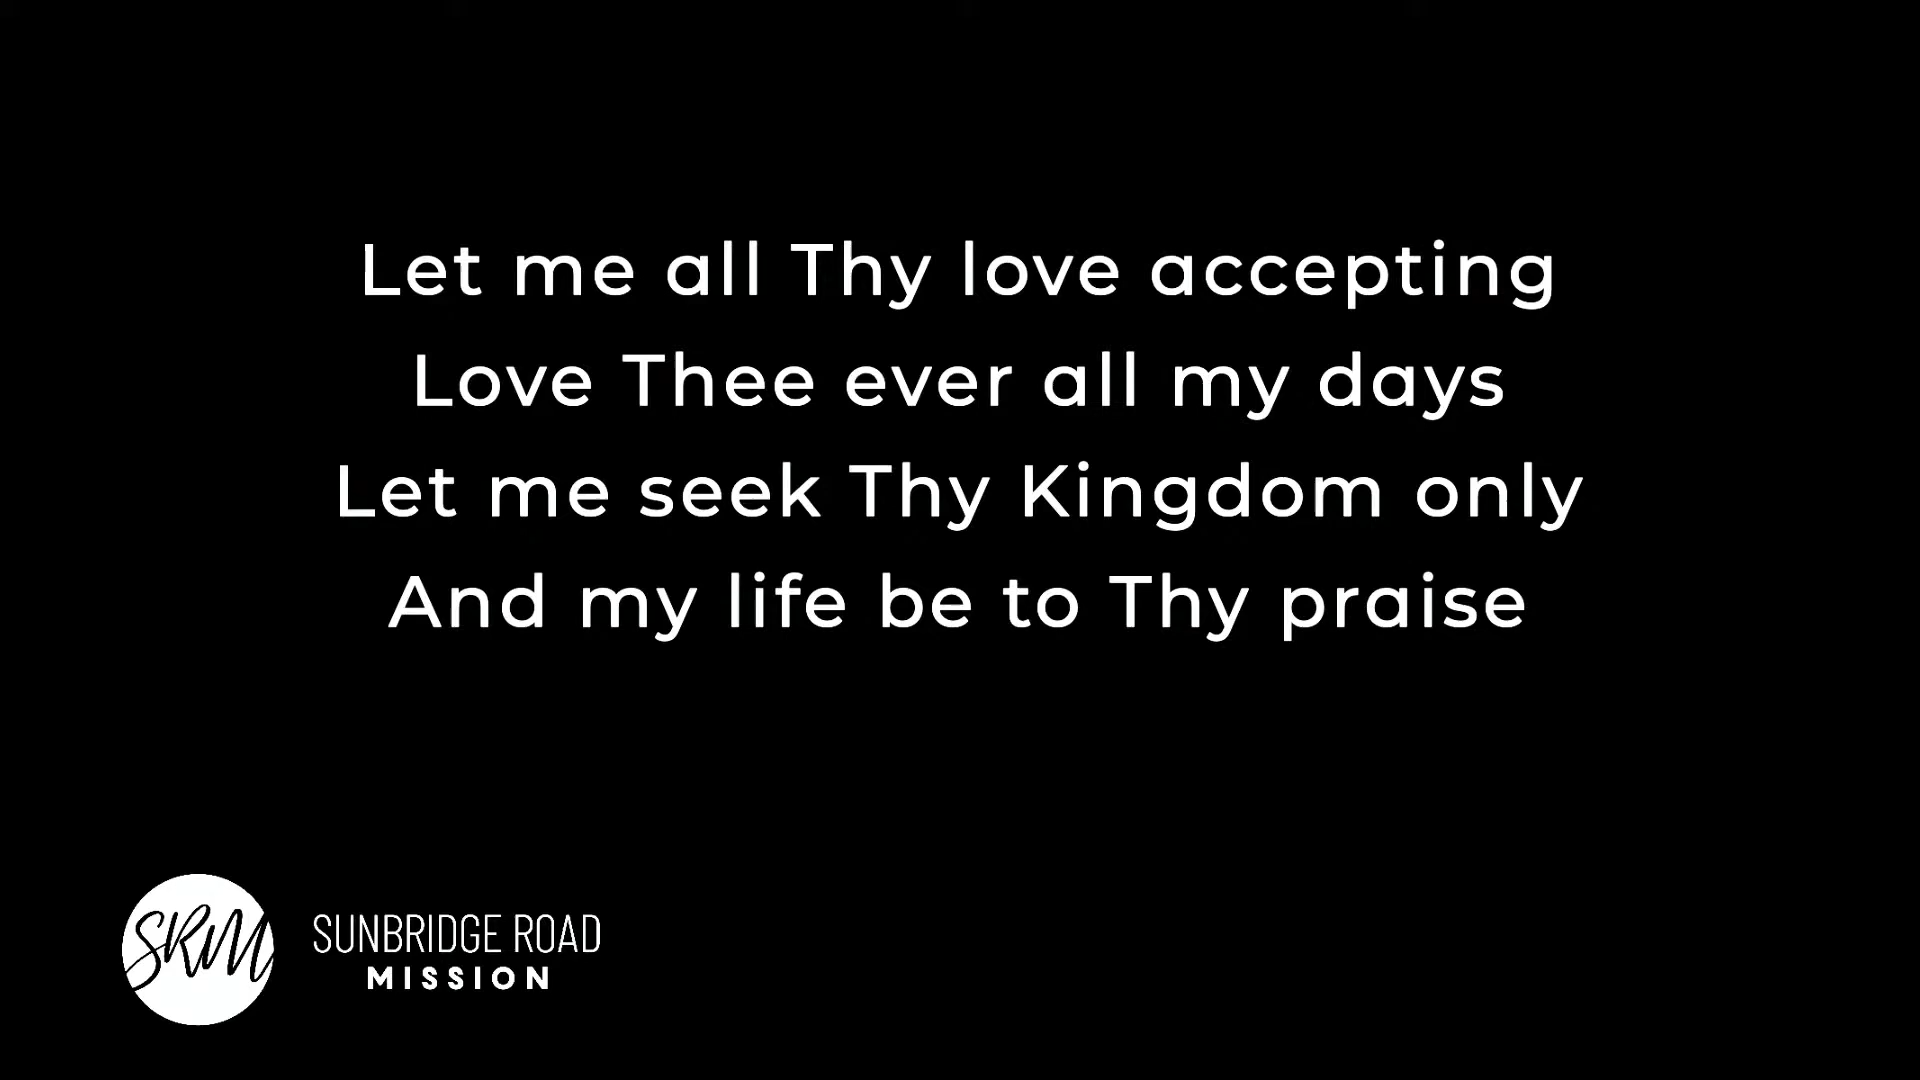 Let me all Thy love accepting
Love Thee ever all my days
Let me seek Thy Kingdom only
And my life be to Thy praise
SRM
SUNBRIDGE ROAD
MISSION